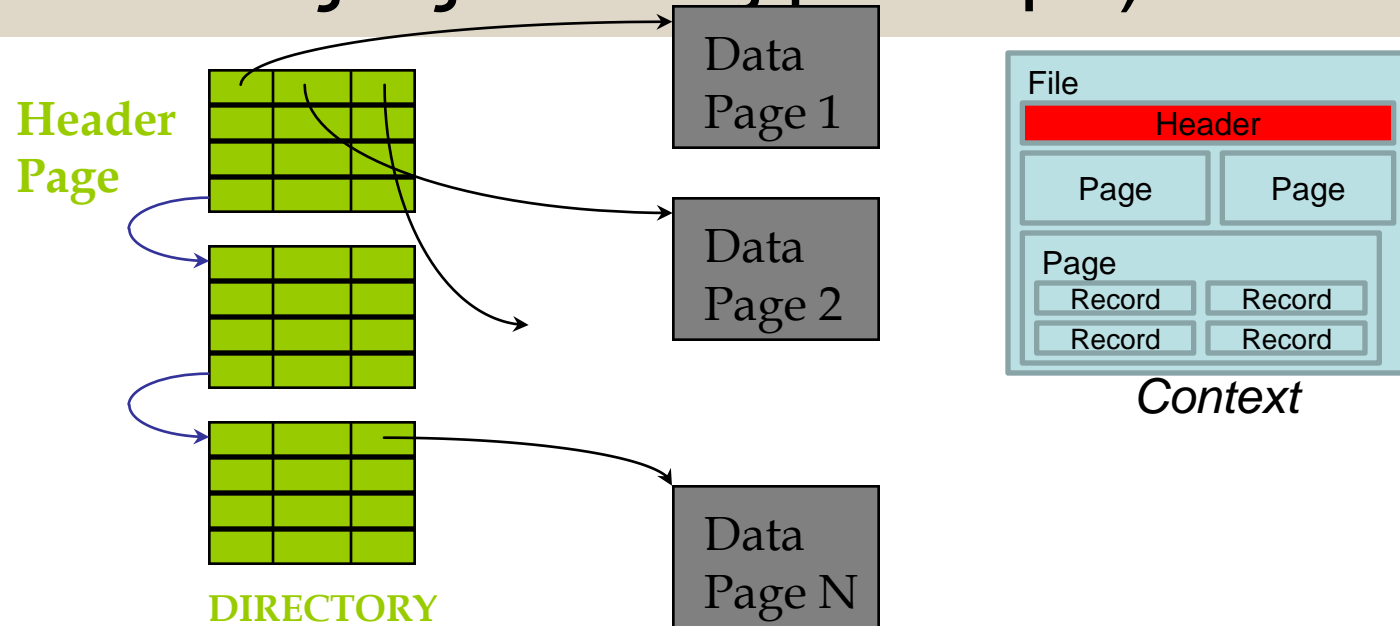 Header
Page
DIRECTORY
Data
Page 1
Data
Page 2
Data
Page N
File
Header
Page Page
Page
Record Record
Record Record
Context